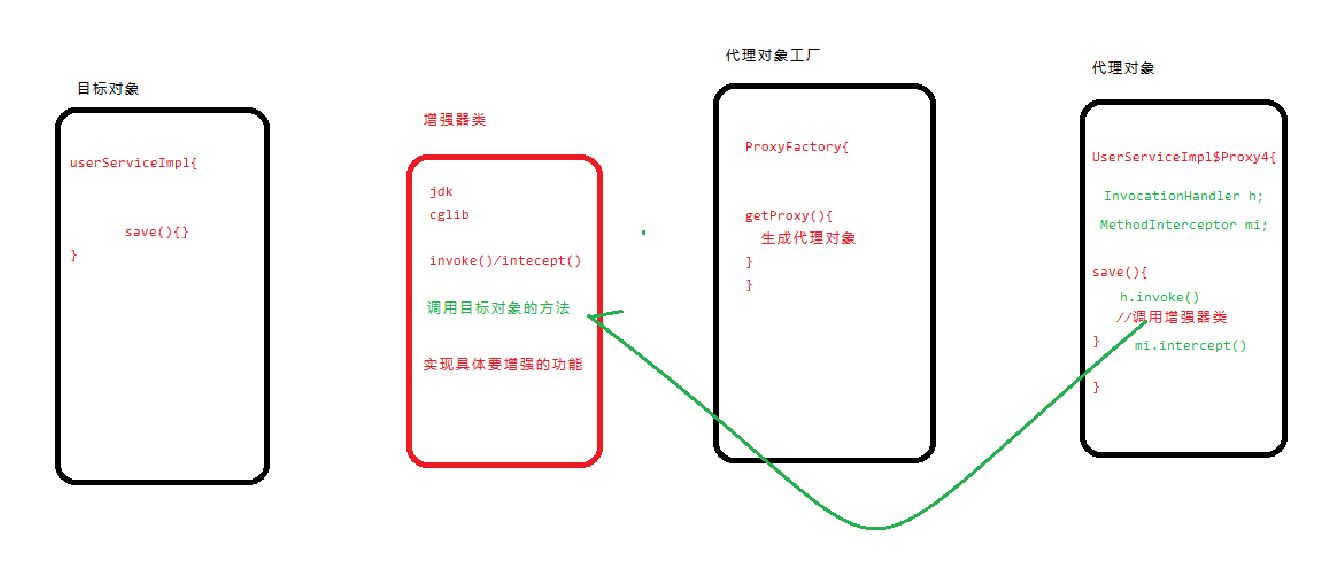 目标对象
userServiceImpl{
save(){}
}
增强器类
jdk
cglib
invoke()/intecept()
调用目标对象的方法
实现具体要增强的功能
代理对象工厂
ProxyFactory{
getProxy(){
生成代理对象
}
}
代理对象
UserServiceImpl$Proxy4{
InvocationHandler h;
MethodInterceptor mi;
save(){
h.invoke()
//调用增强器类
}
mi.intercept()
}